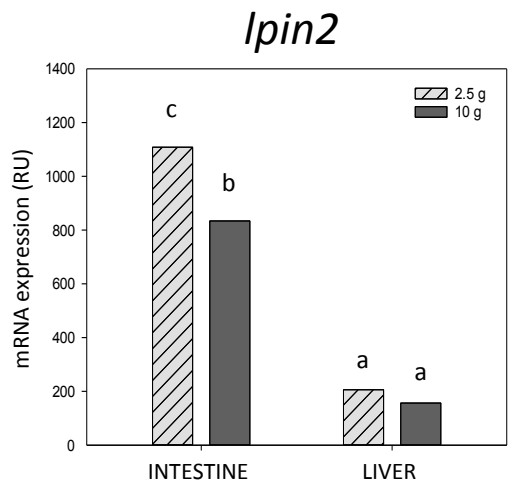 lpin2
1400
1200
1000
800
600
400
200
0
mRNA expression (RU)
2.5 g
10 g
c
b
a
a
INTESTINE
LIVER